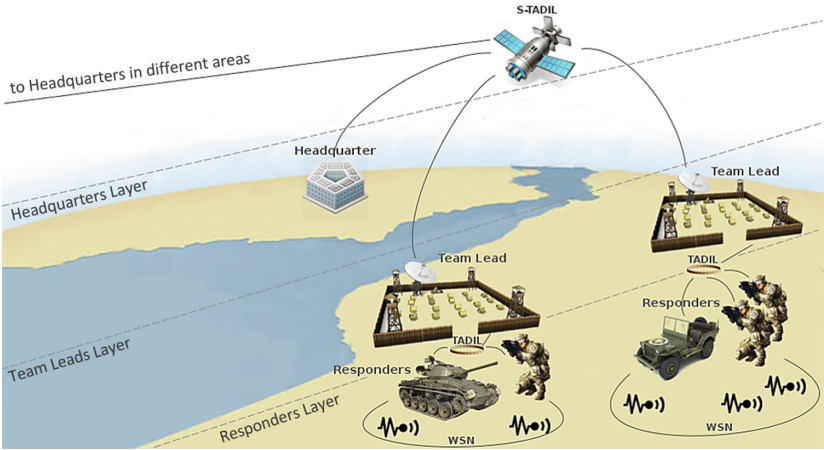 S-TADIL
to Headquarters in different areas
Headquarter
Headquarters Layer
Team Lead
Team Lead
TADIL
Responders
TADIL
Team Leads Layer
Responders
Responders Layer
WSN
WSN